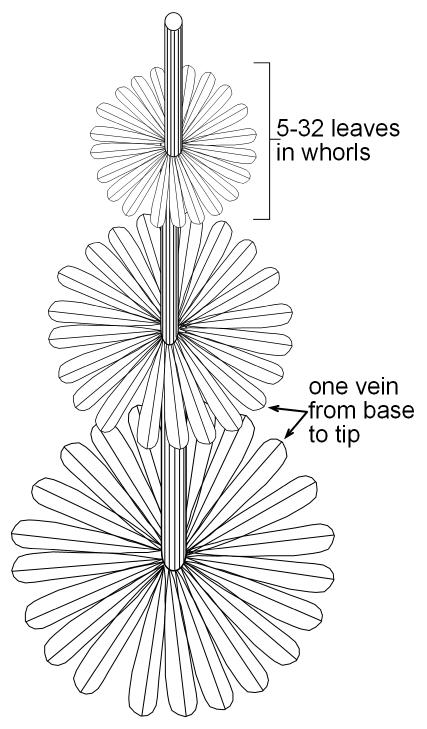 5-32 leaves
in whorls
one vein
from base
to tip